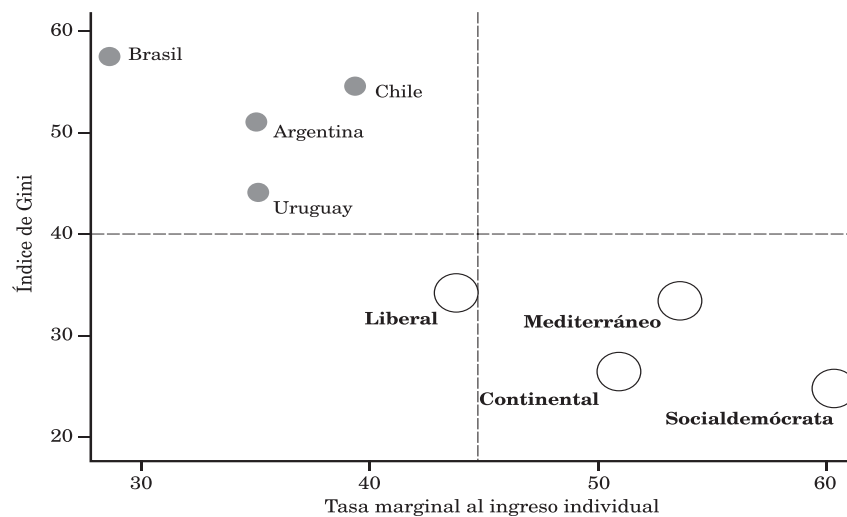 60
Brasil
Chile
50
Argentina
Uruguay
40
Liberal
Mediterráneo
30
Continental
Socialdemócrata
20
30
40
50
60
Tasa marginal al ingreso individual
Índice de Gini